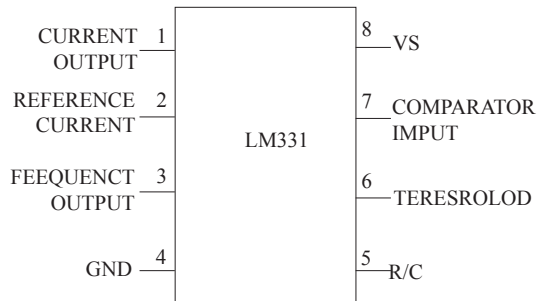 CURRENT
OUTPUT
1
REFERENCE
CURRENT
2
FEEQUENCT
OUTPUT
3
GND
4
LM331
8
VS
7
COMPARATOR
IMPUT
6
TERESROLOD
5
R/C